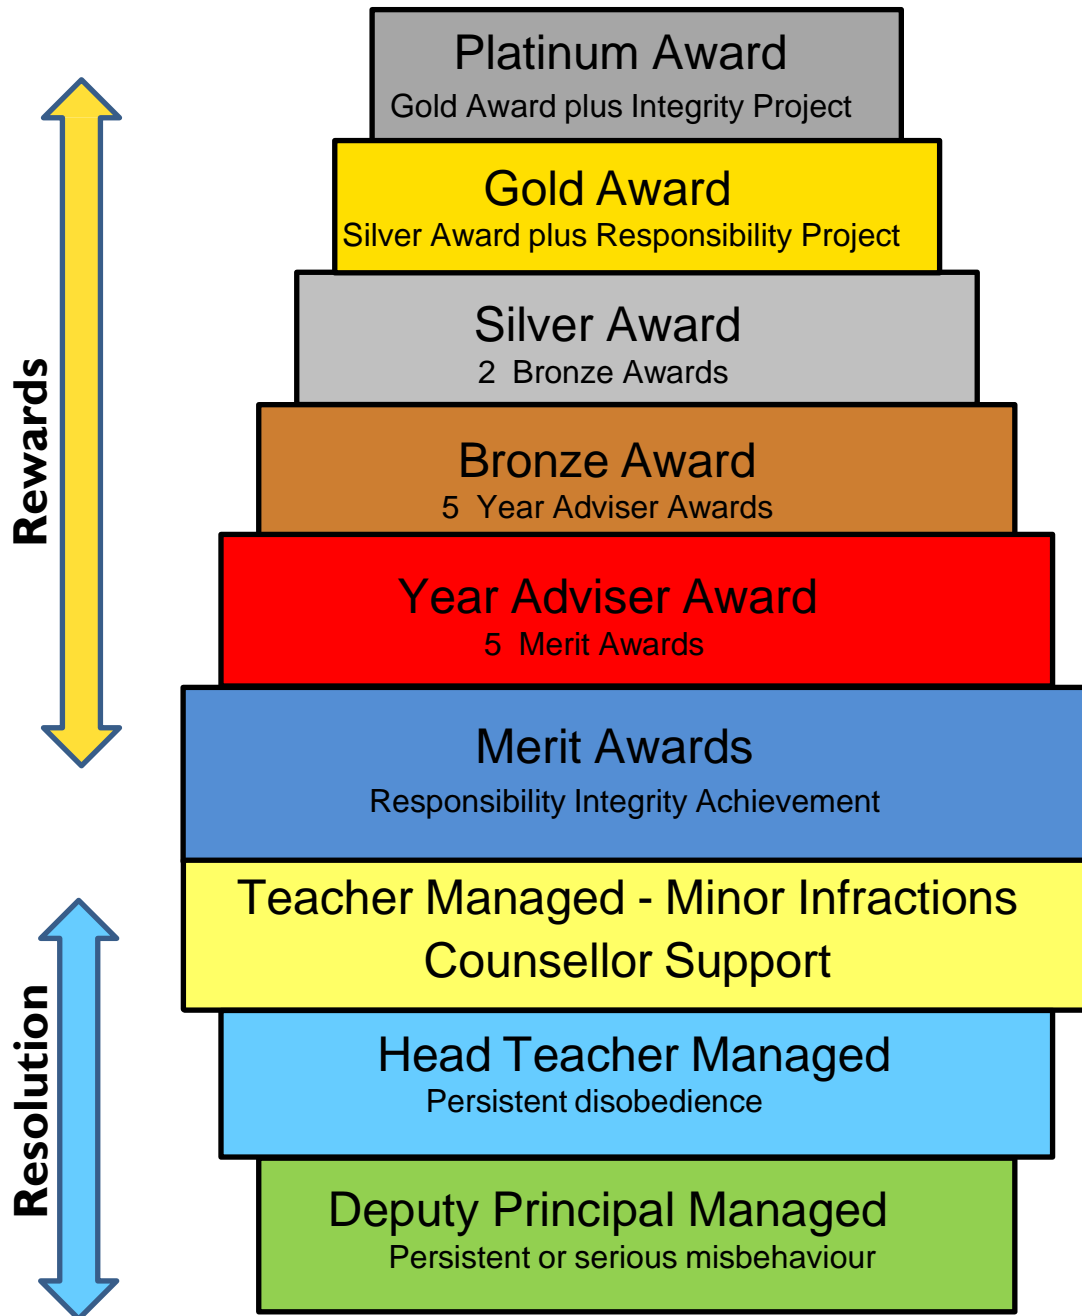 Platinum Award
Gold Award plus Integrity Project
Gold Award
Silver Award plus Responsibility Project
Silver Award
2 Bronze Awards
Bronze Award
5 Year Adviser Awards
Year Adviser Award
5 Merit Awards
Merit Awards
Responsibility Integrity Achievement
Rewards
Teacher Managed - Minor Infractions
Counsellor Support
Head Teacher Managed
Persistent disobedience
Deputy Principal Managed
Persistent or serious misbehaviour
Resolution